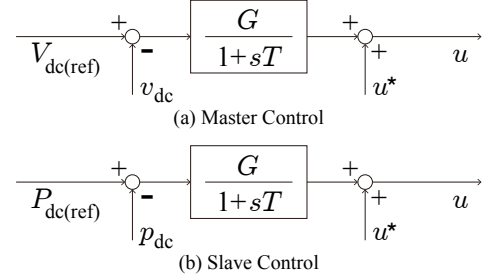 + G +
V_dc(ref) - 1+sT + u
v_dc u*
(a) Master Control
+ G +
P_dc(ref) - 1+sT + u
p_dc u*
(b) Slave Control